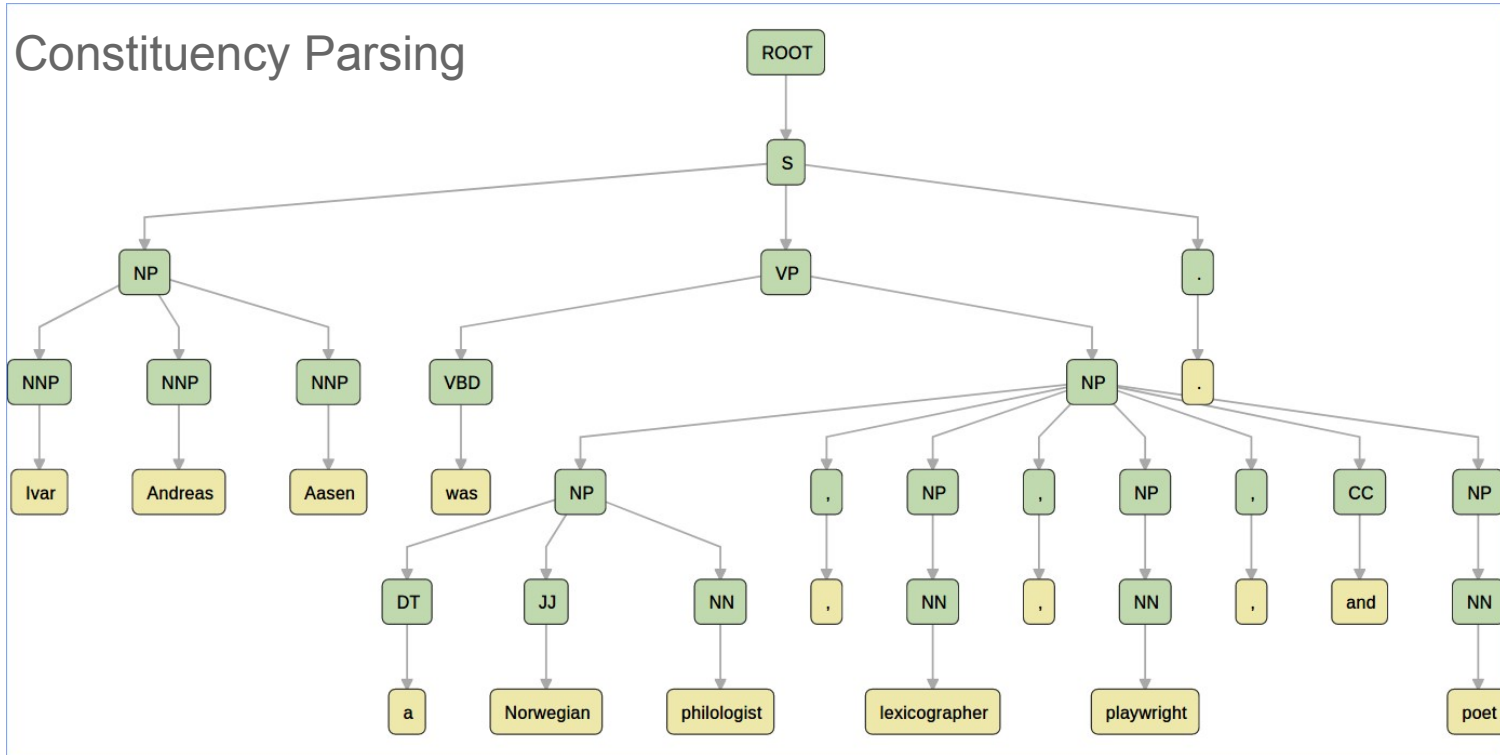 Constituency Parsing
ROOT
S
NP VP .
NNP NNP NNP VBD NP .
Ivar Andreas Aasen was NP , NP , NP , CC NP
DT JJ NN , NN , NN , and NN
a Norwegian philologist lexicographer playwright poet